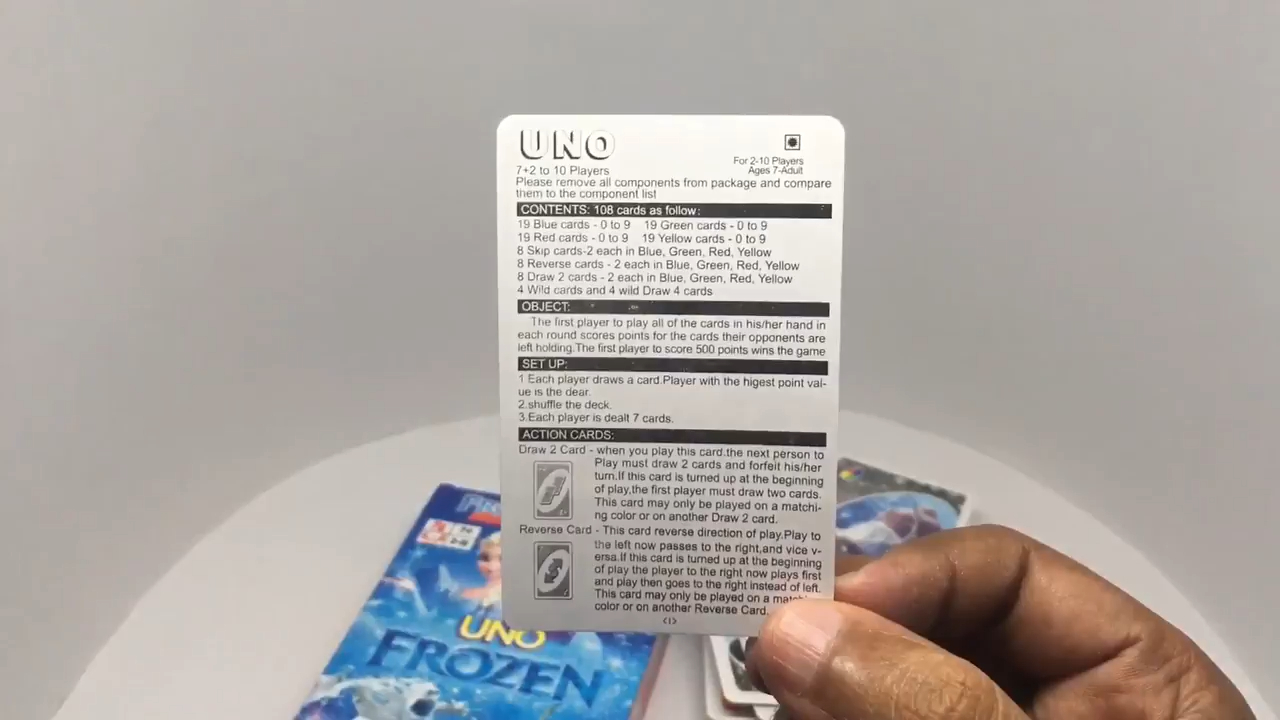 UNO
For 2-10 Players
7+2 to 10 Players
Ages 7-Adult
Please remove all components from package and compare
them to the component list
CONTENTS: 108 cards as follow:
19 Blue cards - 0 to 9 19 Green cards - 0 to 9
19 Red cards - 0 to 9 19 Yellow cards - 0 to 9
8 Skip cards-2 each in Blue, Green, Red, Yellow
8 Reverse cards - 2 each in Blue, Green, Red, Yellow
8 Draw 2 cards - 2 each in Blue, Green, Red, Yellow
4 Wild cards and 4 wild Draw 4 cards
OBJECT:
The first player to play all of the cards in his/her hand in
each round scores points for the cards their opponents are
left holding.The first player to score 500 points wins the game
SET UP:
1 Each player draws a card.Player with the higest point val-
ue is the dear.
2.shuffle the deck.
3.Each player is dealt 7 cards.
ACTION CARDS:
Draw 2 Card - when you play this card.the next person to
Play must draw 2 cards and forfeit his/her
turn.If this card is turned up at the beginning
of play,the first player must draw two cards.
This card may only be played on a matchi-
ng color or on another Draw 2 card.
Reverse Card - This card reverse direction of play.Play to
the left now passes to the right,and vice v-
ersa.If this card is turned up at the beginning
of play the player to the right now plays first
and play then goes to the right instead of left.
This card may only be played on a
color or on another Reverse Card.
<1>
UNO
FROZEN